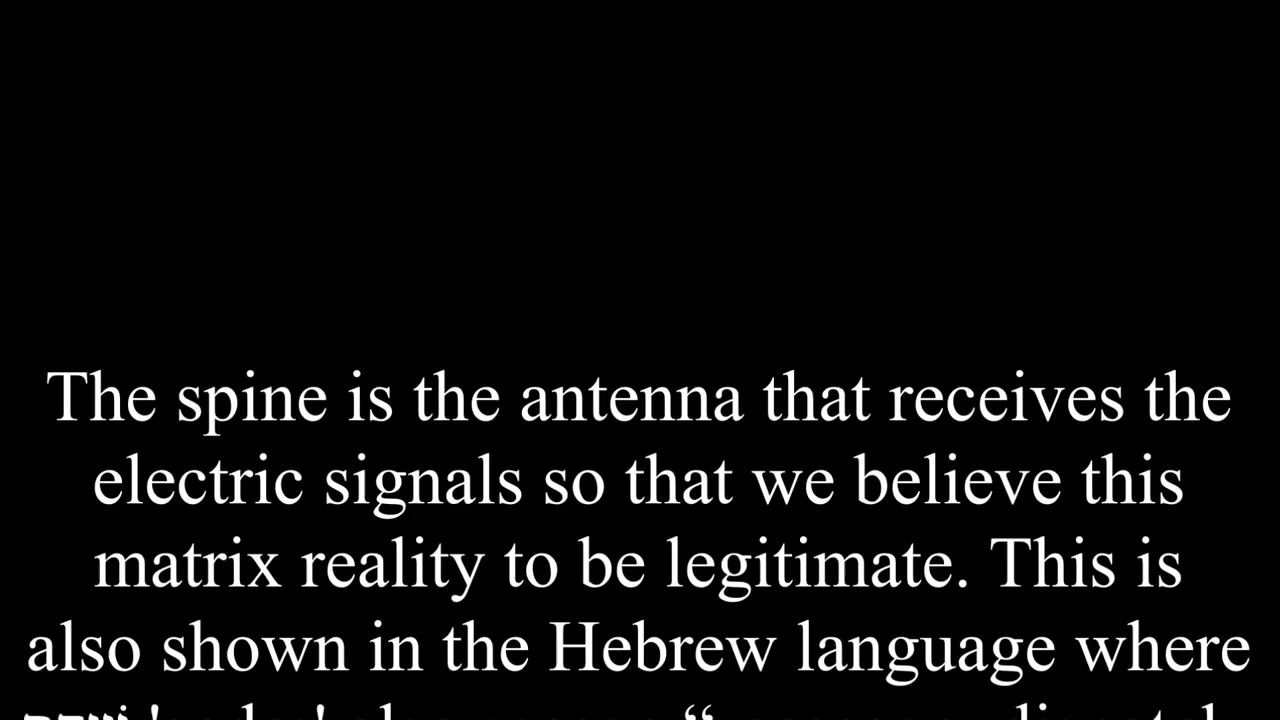 The spine is the antenna that receives the
electric signals so that we believe this
matrix reality to be legitimate. This is
also shown in the Hebrew language where